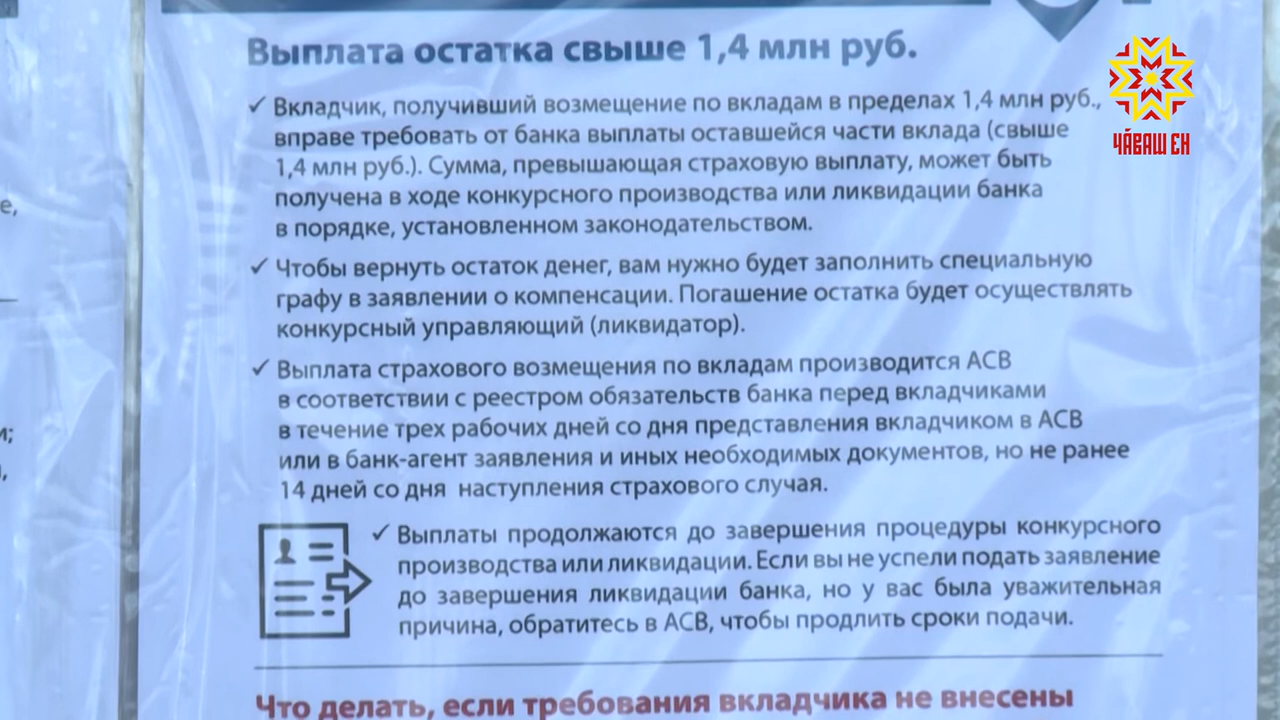 Выплата остатка свыше 1,4 млн руб.
✓ Вкладчик, получивший возмещение по вкладам в пределах 1,4 млн руб.,
вправе требовать от банка выплаты оставшейся части вклада (свыше
1,4 млн руб.). Сумма, превышающая страховую выплату, может быть
получена в ходе конкурсного производства или ликвидации банка
в порядке, установленном законодательством.
✓ Чтобы вернуть остаток денег, вам нужно будет заполнить специальную
графу в заявлении о компенсации. Погашение остатка будет осуществлять
конкурсный управляющий (ликвидатор).
✓ Выплата страхового возмещения по вкладам производится АСВ
в соответствии с реестром обязательств банка перед вкладчиками
в течение трех рабочих дней со дня представления вкладчиком в АСВ
или в банк-агент заявления и иных необходимых документов, но не ранее
14 дней со дня наступления страхового случая.
✓ Выплаты продолжаются до завершения процедуры конкурсного
производства или ликвидации. Если вы не успели подать заявление
до завершения ликвидации банка, но у вас была уважительная
причина, обратитесь в АСВ, чтобы продлить сроки подачи.
Что делать, если требования вкладчика не внесены
ЧӐВАШ ЕН